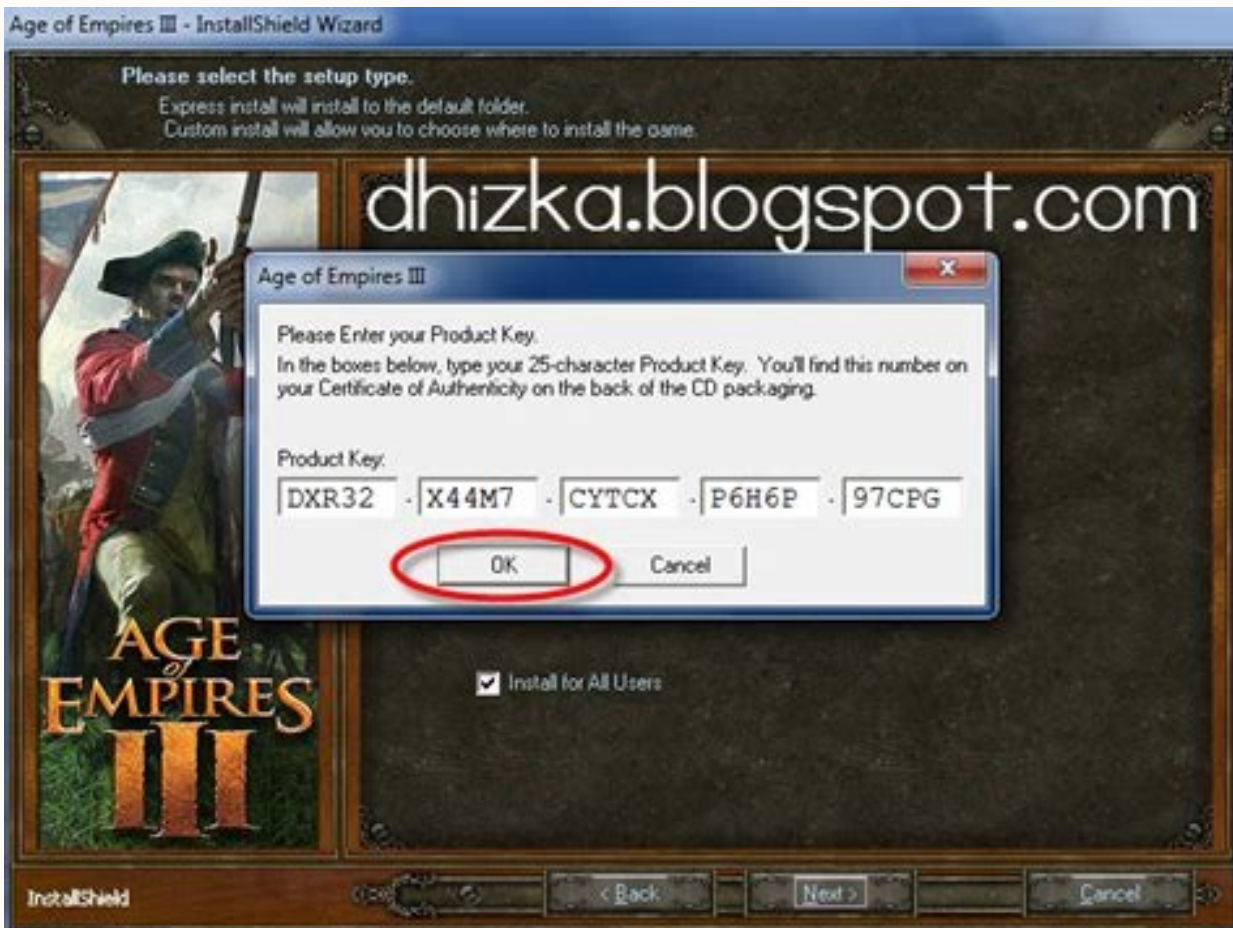 Age of Empires III - InstallShield Wizard
Please select the setup type.
Express install will install to the default folder.
Custom install will allow you to choose where to install the game.
dhizka.blogspot.com
Age of Empires III
Please Enter your Product Key.
In the boxes below, type your 25-character Product Key. You'll find this number on
your Certificate of Authenticity on the back of the CD packaging.
Product Key:
DXR32 - X44M7 - CYTCX - P6H6P - 97CPG
OK Cancel
AGE
of
EMPIRES
III
Install for All Users
InstallShield
< Back Next > Cancel